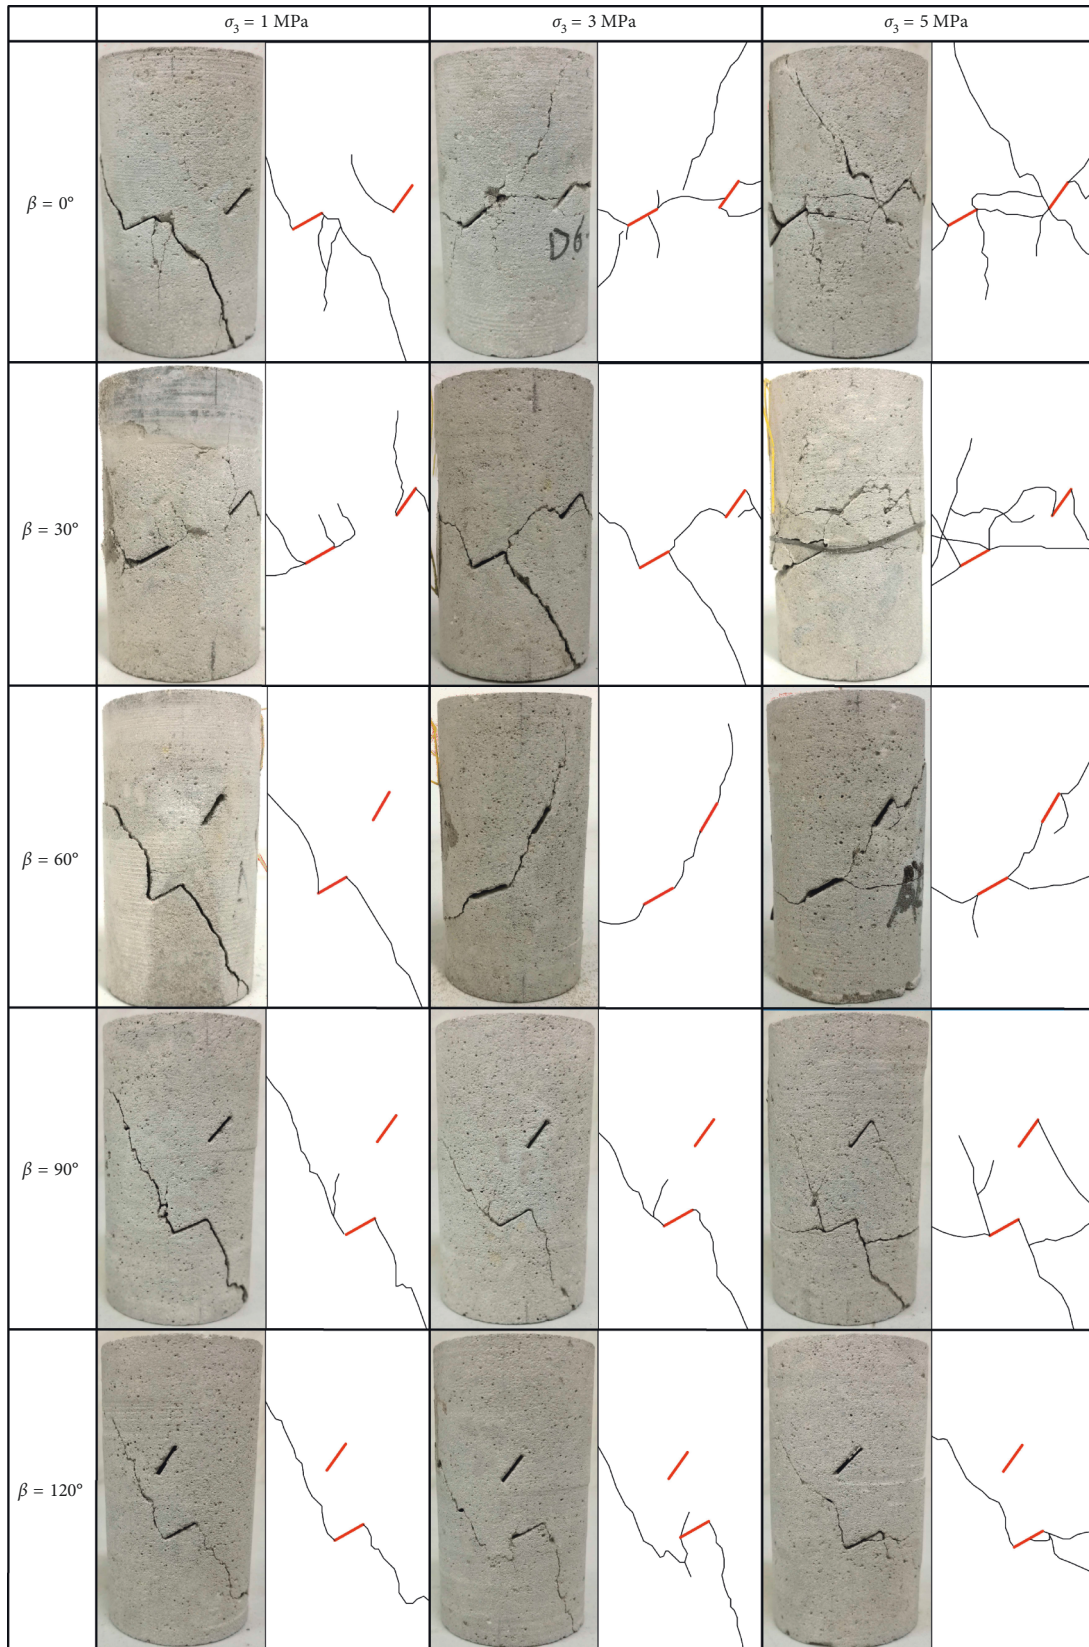 σ₃ = 1 MPa
σ₃ = 3 MPa
σ₃ = 5 MPa
β = 0°
D6
β = 30°
β = 60°
β = 90°
β = 120°